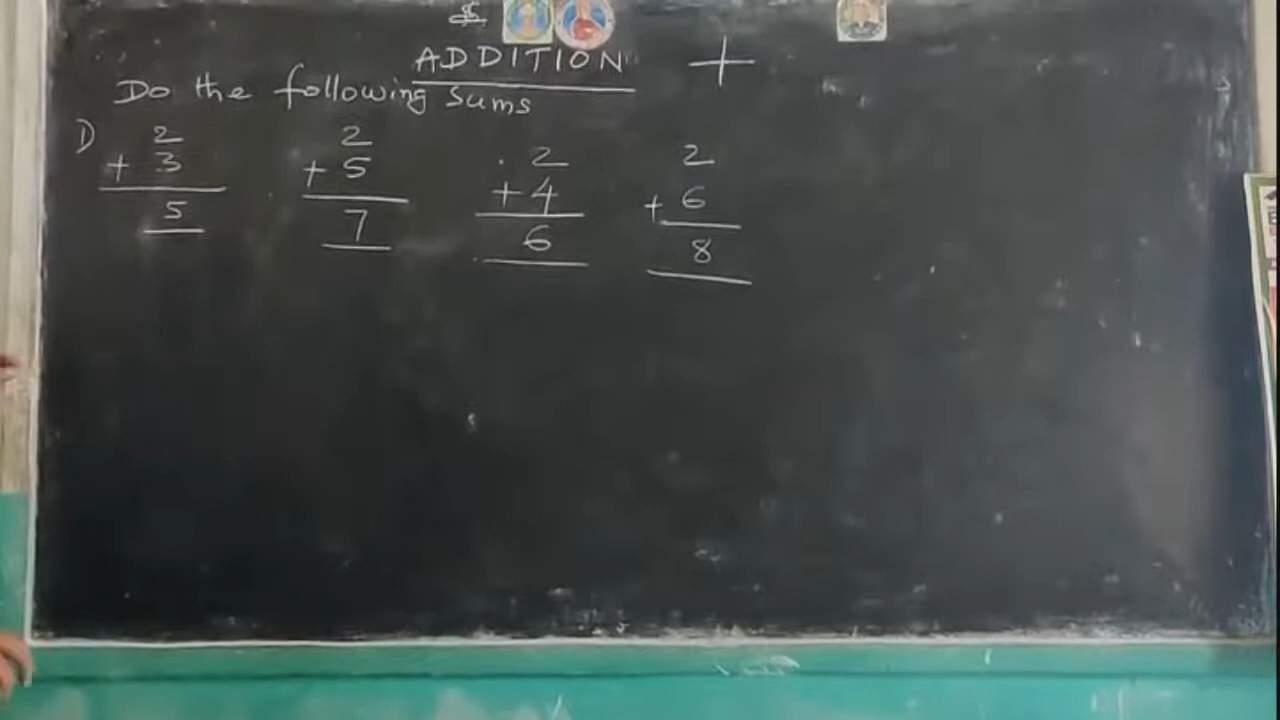 ADDITION +
Do the following Sums
1) 2 2 2 2
+ 3 + 5 + 4 + 6
5 7 6 8